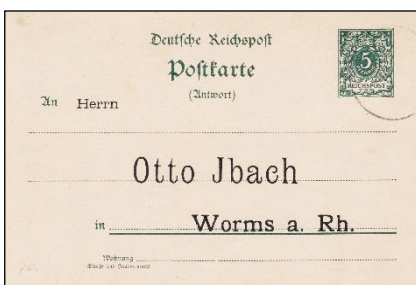 Deutsche Reichspost
Postkarte
(Antwort)
5
REICHSPOST
An Herrn
Otto Jbach
in Worms a. Rh.
Wohnung